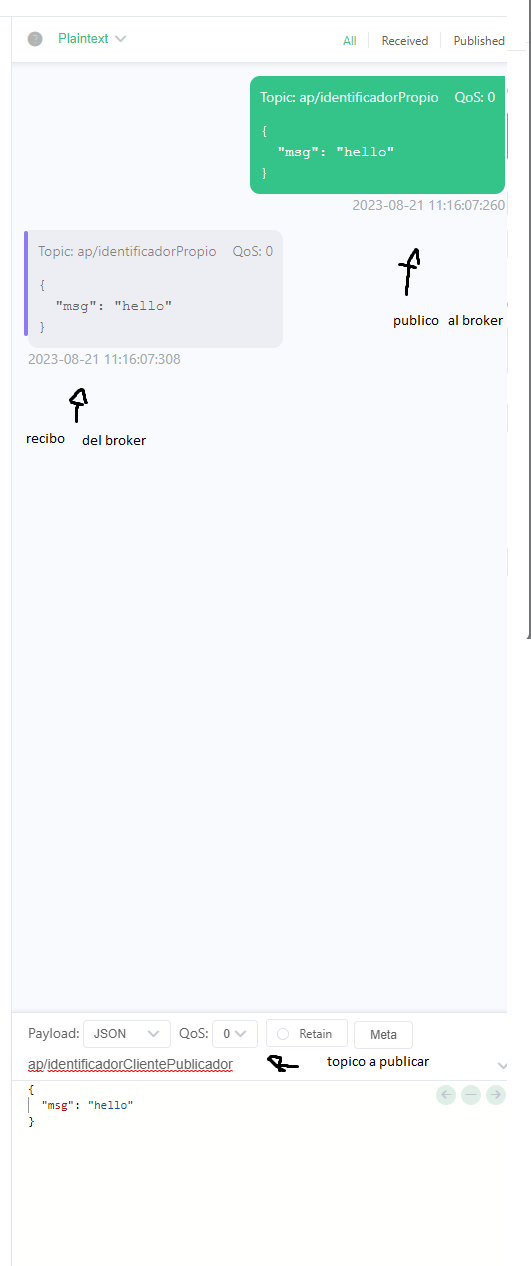 Plaintext All Received Published
Topic: ap/identificadorPropio QoS: 0
{
"msg": "hello"
}
2023-08-21 11:16:07:260
Topic: ap/identificadorPropio QoS: 0
{
"msg": "hello"
}
2023-08-21 11:16:07:308
publico al broker
recibo del broker
Payload: JSON QoS: 0 Retain Meta
ap/identificadorClientePublicador topico a publicar
{
"msg": "hello"
}